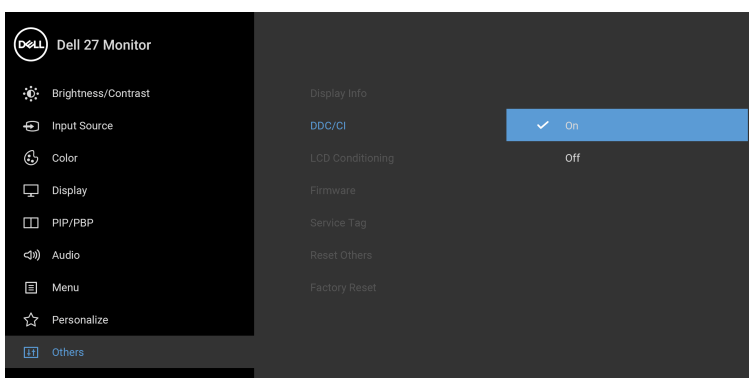 DELL Dell 27 Monitor
Brightness/Contrast
Input Source
Color
Display
PIP/PBP
Audio
Menu
Personalize
Others
Display Info
DDC/CI
LCD Conditioning
Firmware
Service Tag
Reset Others
Factory Reset
On
Off